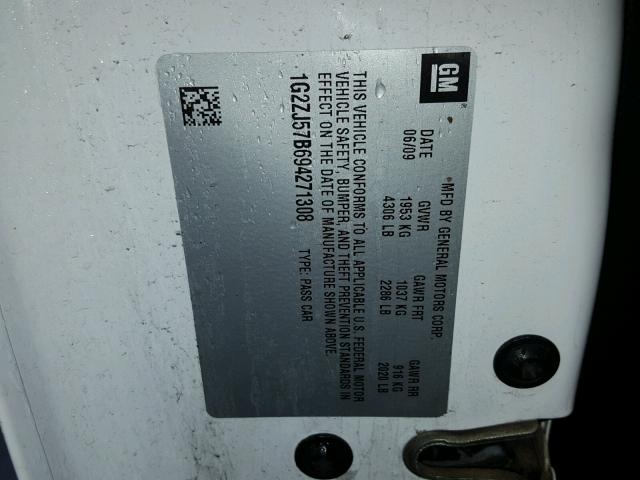 GM
MFD BY GENERAL MOTORS CORP.
DATE GVWR GAWR FRT GAWR RR
06/09 1953 KG 1037 KG 916 KG
4306 LB 2286 LB 2020 LB
THIS VEHICLE CONFORMS TO ALL APPLICABLE U.S. FEDERAL MOTOR
VEHICLE SAFETY, BUMPER, AND THEFT PREVENTION STANDARDS IN
EFFECT ON THE DATE OF MANUFACTURE SHOWN ABOVE.
1G2ZJ57B694271308 TYPE: PASS CAR